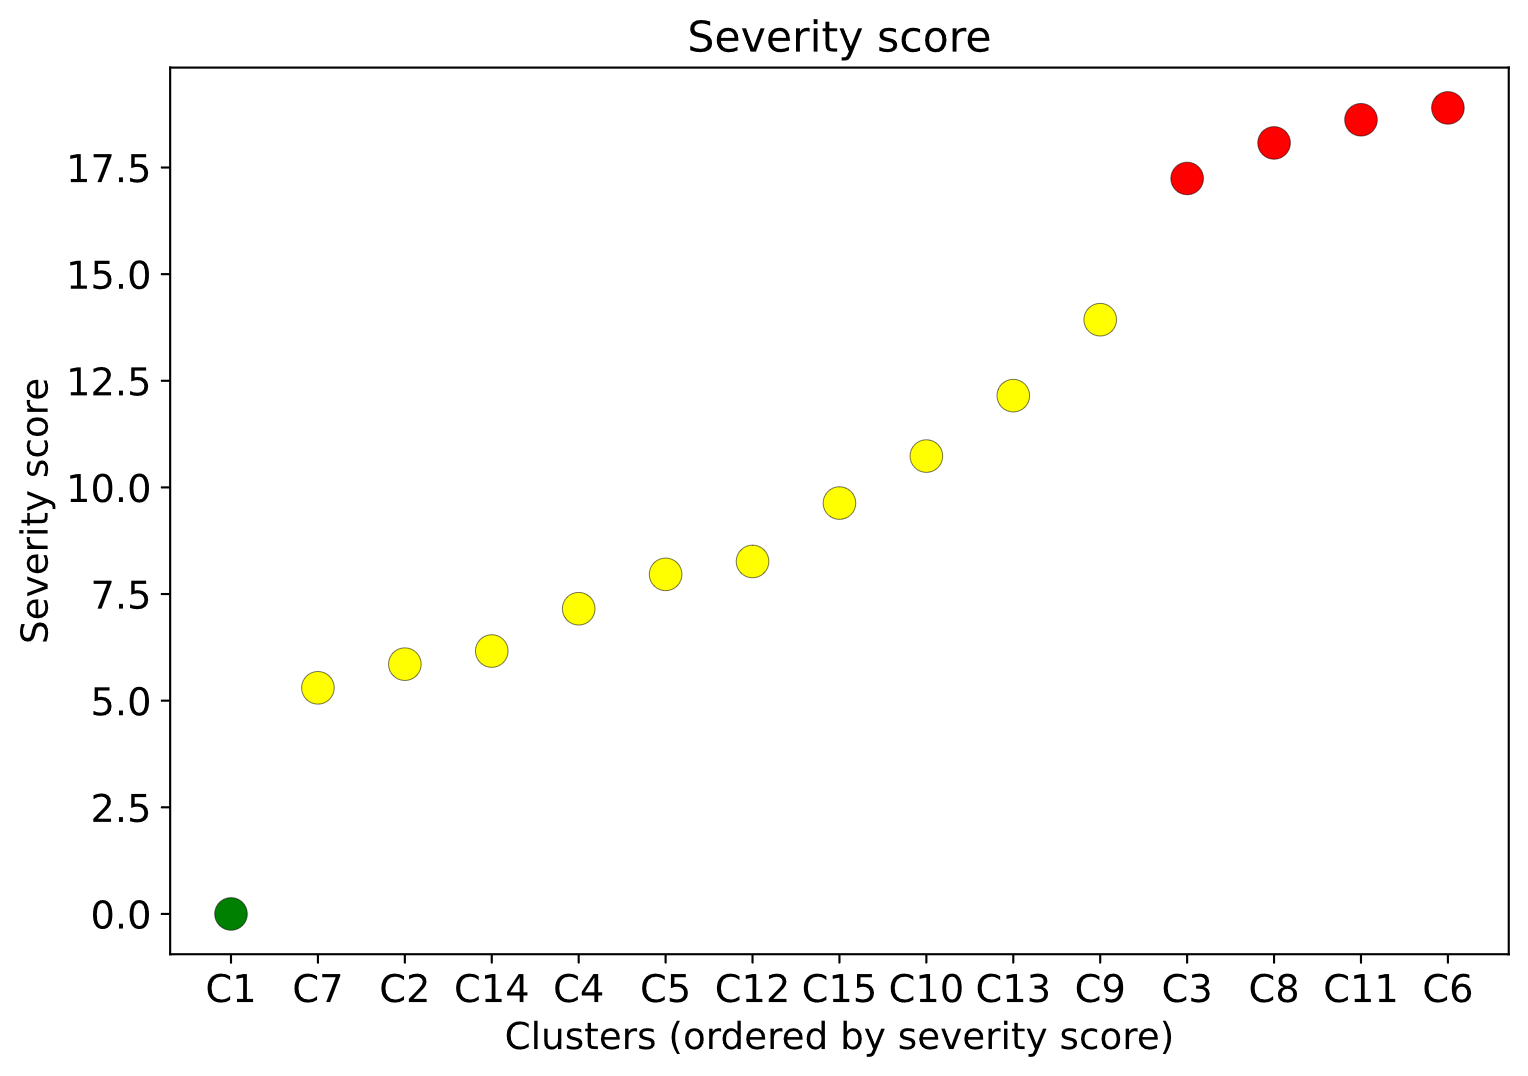 Severity score
17.5
15.0
12.5
10.0
7.5
5.0
2.5
0.0
Severity score
C1 C7 C2 C14 C4 C5 C12 C15 C10 C13 C9 C3 C8 C11 C6
Clusters (ordered by severity score)